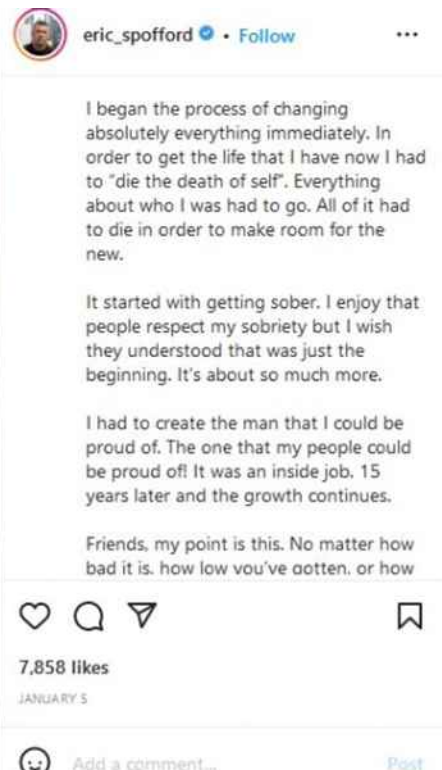 eric_spofford • Follow
I began the process of changing
absolutely everything immediately. In
order to get the life that I have now I had
to "die the death of self". Everything
about who I was had to go. All of it had
to die in order to make room for the
new.
It started with getting sober. I enjoy that
people respect my sobriety but I wish
they understood that was just the
beginning. It's about so much more.
I had to create the man that I could be
proud of. The one that my people could
be proud of! It was an inside job. 15
years later and the growth continues.
Friends, my point is this. No matter how
bad it is, how low you've gotten, or how
7,858 likes
JANUARY 5
Add a comment...
Post